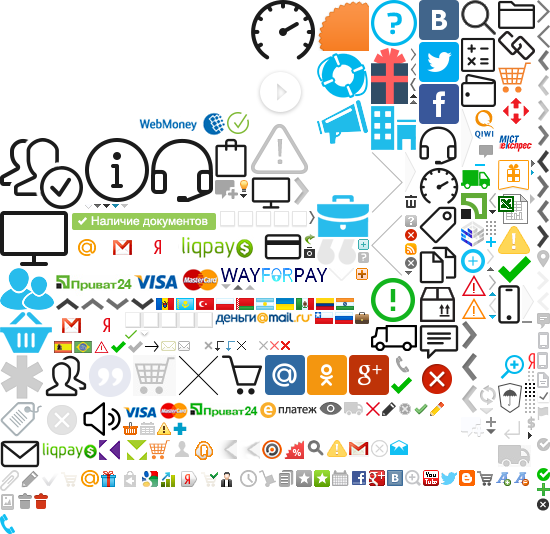 WebMoney
QIWI
МІСТ
експрес
✔ Наличие документов
liqpay$
Приват24 VISA MasterCard WAYFORPAY
деньги@mail.ru
VISA MasterCard Приват24 платеж
liqpay$
You Tube